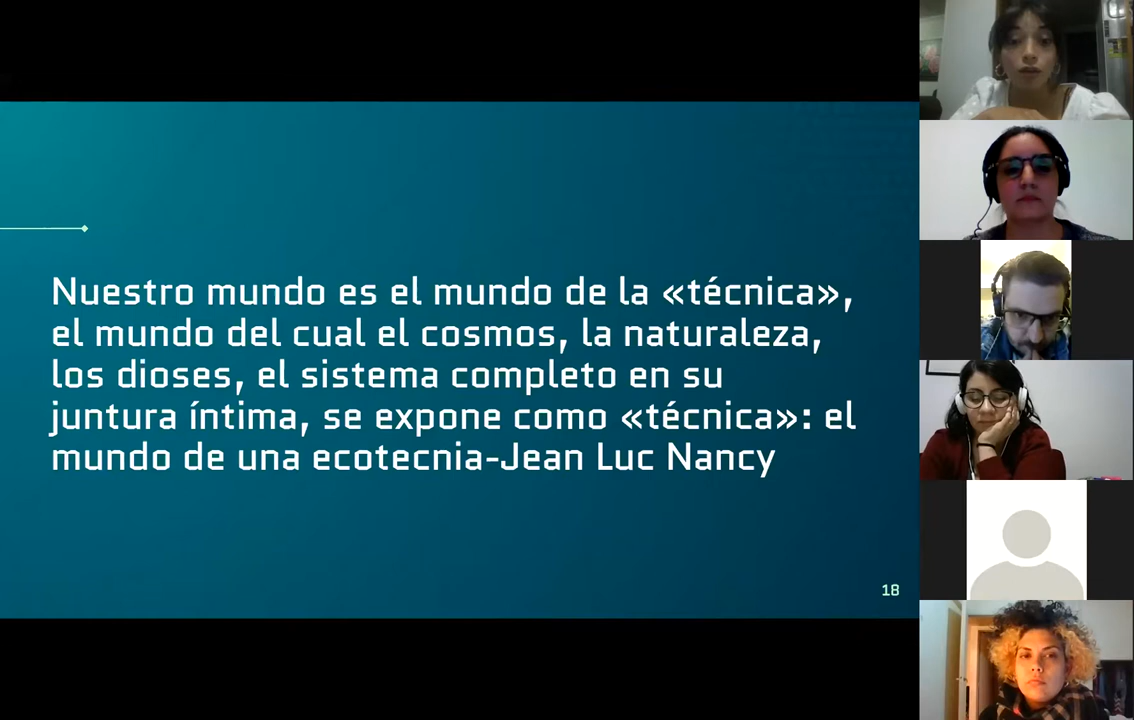 Nuestro mundo es el mundo de la «técnica»,
el mundo del cual el cosmos, la naturaleza,
los dioses, el sistema completo en su
juntura íntima, se expone como «técnica»: el
mundo de una ecotecnia-Jean Luc Nancy
18